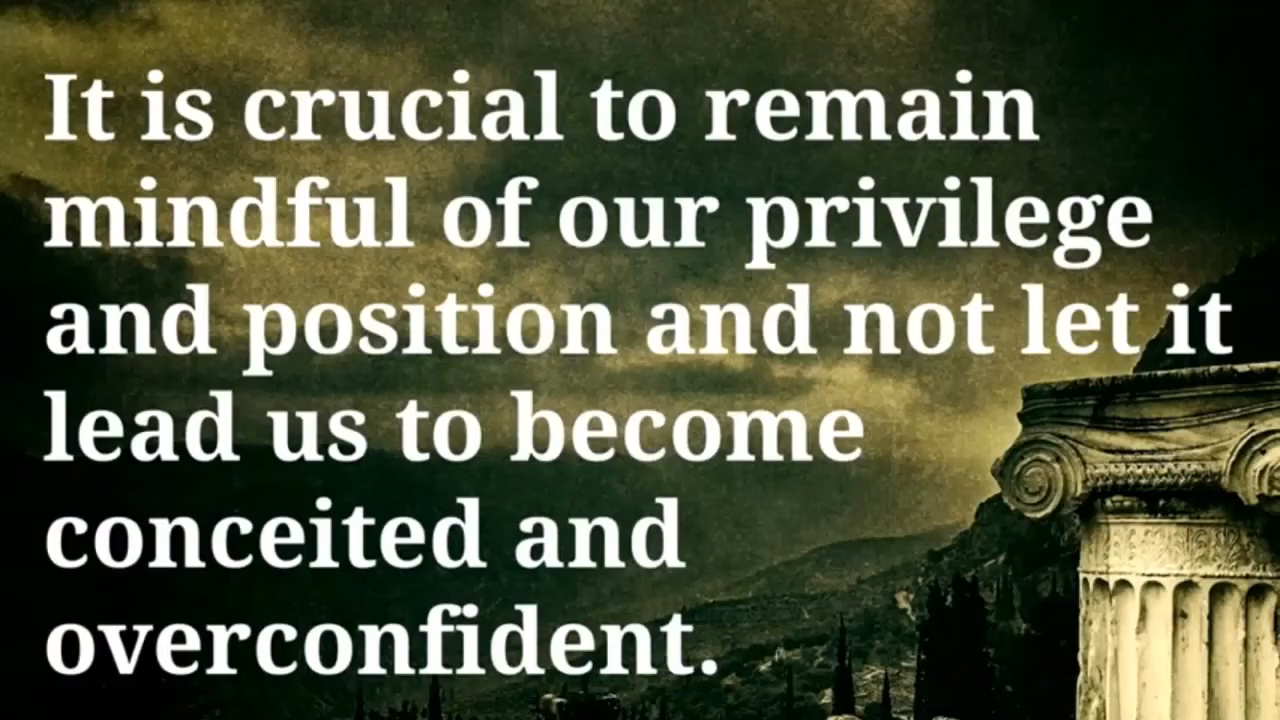 It is crucial to remain
mindful of our privilege
and position and not let it
lead us to become
conceited and
overconfident.